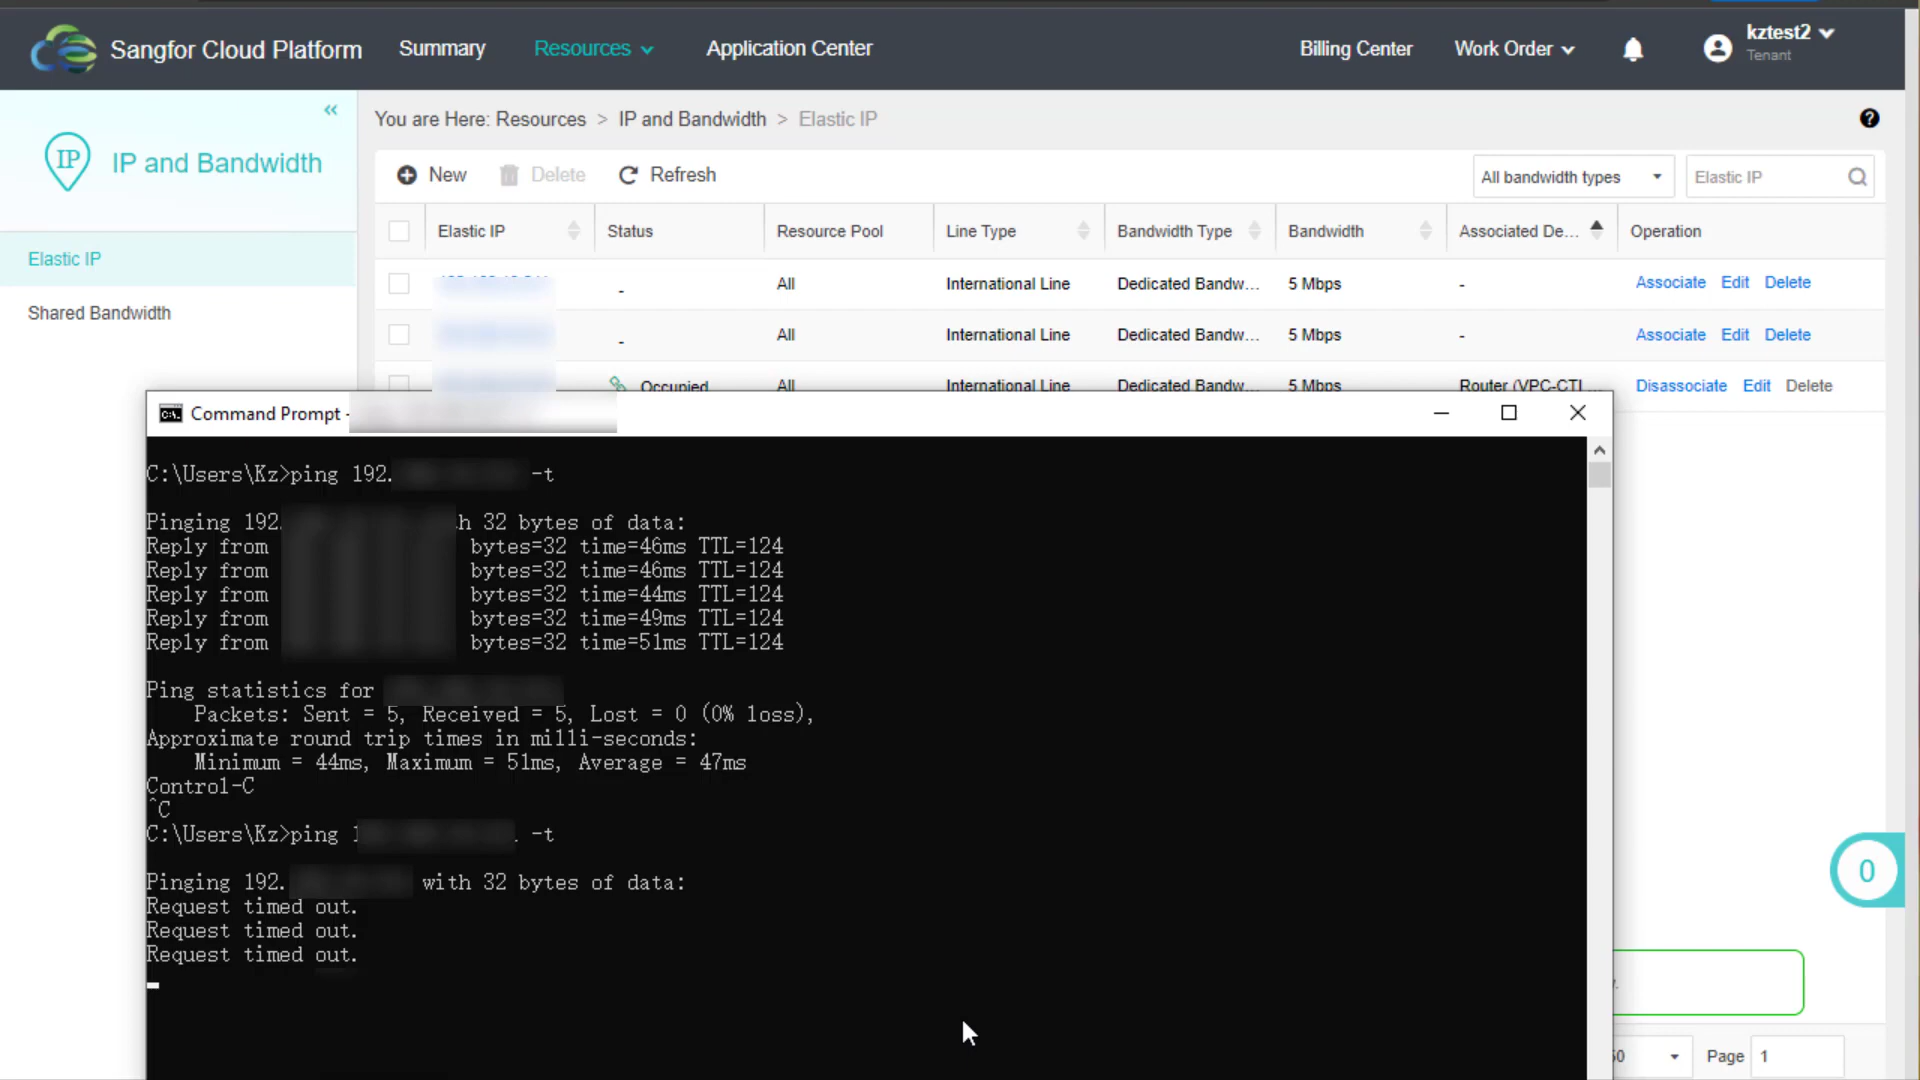 Sangfor Cloud Platform Summary Resources Application Center Billing Center Work Order kztest2
Tenant
IP IP and Bandwidth
Elastic IP
Shared Bandwidth
You are Here: Resources > IP and Bandwidth > Elastic IP
New Delete Refresh All bandwidth types Elastic IP
Elastic IP Status Resource Pool Line Type Bandwidth Type Bandwidth Associated De... Operation
- All International Line Dedicated Bandw... 5 Mbps - Associate Edit Delete
- All International Line Dedicated Bandw... 5 Mbps - Associate Edit Delete
Occupied All International Line Dedicated Bandw... 5 Mbps Router (VPC-CTI... Disassociate Edit Delete
Command Prompt -
C:\Users\Kz>ping 192. -t
Pinging 192. h 32 bytes of data:
Reply from bytes=32 time=46ms TTL=124
Reply from bytes=32 time=46ms TTL=124
Reply from bytes=32 time=44ms TTL=124
Reply from bytes=32 time=49ms TTL=124
Reply from bytes=32 time=51ms TTL=124
Ping statistics for
Packets: Sent = 5, Received = 5, Lost = 0 (0% loss),
Approximate round trip times in milli-seconds:
Minimum = 44ms, Maximum = 51ms, Average = 47ms
Control-C
^C
C:\Users\Kz>ping 1 . -t
Pinging 192. with 32 bytes of data:
Request timed out.
Request timed out.
Request timed out.
0
Page 1